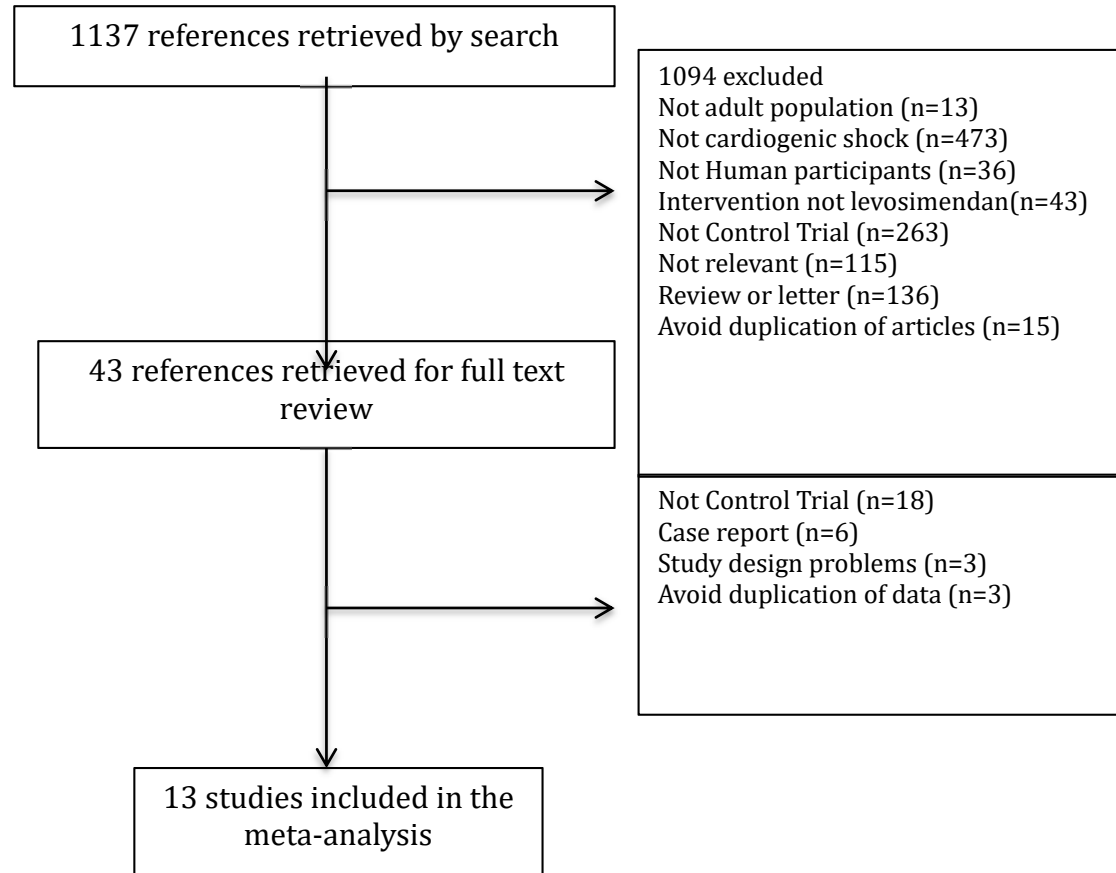 1137 references retrieved by search
1094 excluded
Not adult population (n=13)
Not cardiogenic shock (n=473)
Not Human participants (n=36)
Intervention not levosimendan(n=43)
Not Control Trial (n=263)
Not relevant (n=115)
Review or letter (n=136)
Avoid duplication of articles (n=15)
43 references retrieved for full text
review
Not Control Trial (n=18)
Case report (n=6)
Study design problems (n=3)
Avoid duplication of data (n=3)
13 studies included in the
meta-analysis